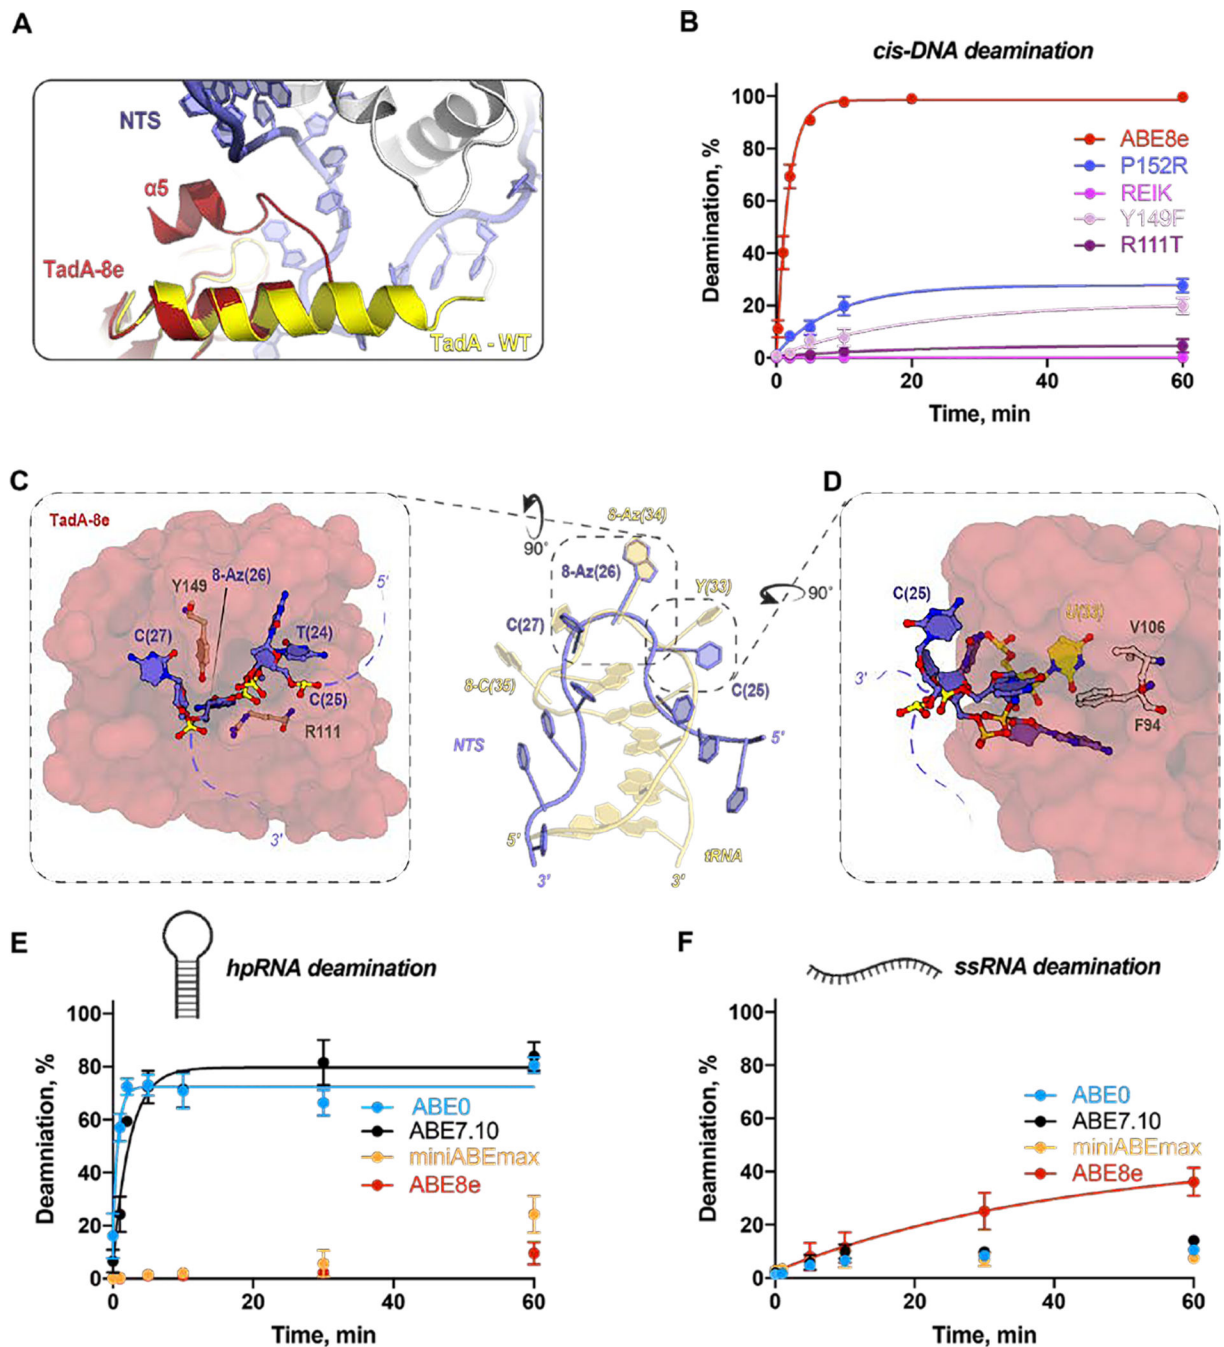 A
NTS
α5
TadA-8e
TadA - WT
B
cis-DNA deamination
Deamination, %
100
80
60
40
20
0
ABE8e
P152R
REIK
Y149F
R111T
0
20
40
60
Time, min
C
TadA-8e
Y149
8-Az(26)
5'
C(27)
T(24)
C(25)
R111
3'
90°
8-Az(34)
8-Az(26)
Y(33)
90°
C(27)
8-C(35)
C(25)
NTS
5'
5'
tRNA
3'
3'
D
C(25)
U(33)
V106
3'
F94
E
hpRNA deamination
Deamniation, %
100
80
60
40
20
0
ABE0
ABE7.10
miniABEmax
ABE8e
0
20
40
60
Time, min
F
ssRNA deamination
Deamniation, %
100
80
60
40
20
0
ABE0
ABE7.10
miniABEmax
ABE8e
0
20
40
60
Time, min